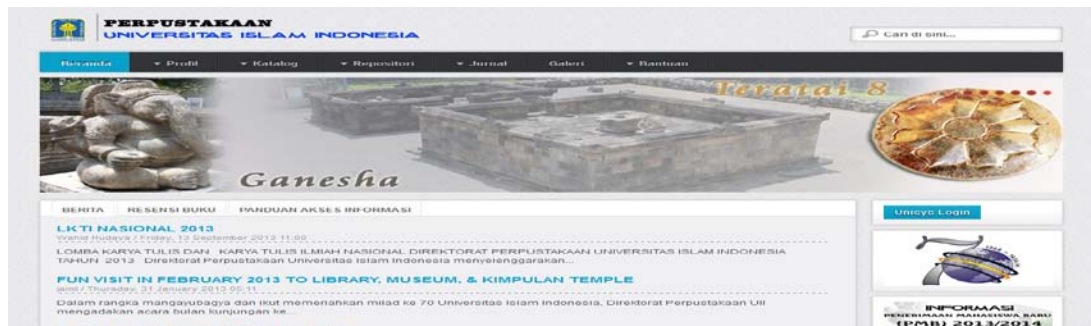 PERPUSTAKAAN
UNIVERSITAS ISLAM INDONESIA
Cari di sini...
Beranda Profil Katalog Repositori Jurnal Galeri Bantuan
Teratai 8
Ganesha
BERITA RESENSI BUKU PANDUAN AKSES INFORMASI
Unisys Login
LKTI NASIONAL 2013
Wahid Hudaya / Friday, 13 September 2013 11:00
LOMBA KARYA TULIS DAN KARYA TULIS ILMIAH NASIONAL DIREKTORAT PERPUSTAKAAN UNIVERSITAS ISLAM INDONESIA
TAHUN 2013 Direktorat Perpustakaan Universitas Islam Indonesia menyelenggarakan...
FUN VISIT IN FEBRUARY 2013 TO LIBRARY, MUSEUM, & KIMPULAN TEMPLE
/ Thursday, 31 January 2013 05:11
Dalam rangka mangayubagya dan ikut memeriahkan milad ke 70 Universitas Islam Indonesia, Direktorat Perpustakaan UII
mengadakan acara bulan kunjungan ke...
INFORMASI
PENERIMAAN MAHASISWA BARU
(PMB) 2013/2014